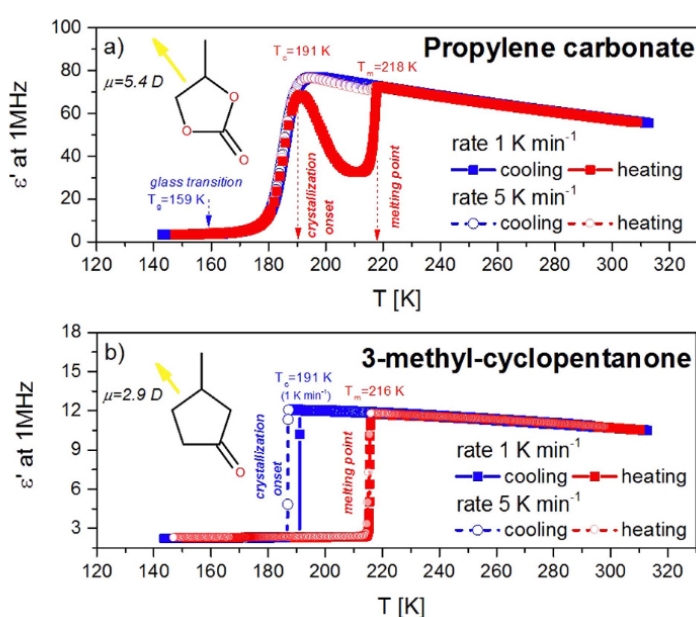 a)
T꜀=191 K
Propylene carbonate
Tₘ=218 K
μ=5.4 D
O
O
O
glass transition
T_g=159 K
crystallization
onset
melting point
rate 1 K min⁻¹
cooling heating
rate 5 K min⁻¹
cooling heating
ε' at 1MHz
100
80
60
40
20
0
120 140 160 180 200 220 240 260 280 300 320
T [K]
b)
3-methyl-cyclopentanone
T꜀=191 K
(1 K min⁻¹)
Tₘ=216 K
μ=2.9 D
O
crystallization
onset
melting point
rate 1 K min⁻¹
cooling heating
rate 5 K min⁻¹
cooling heating
ε' at 1MHz
18
15
12
9
6
3
120 140 160 180 200 220 240 260 280 300 320
T [K]